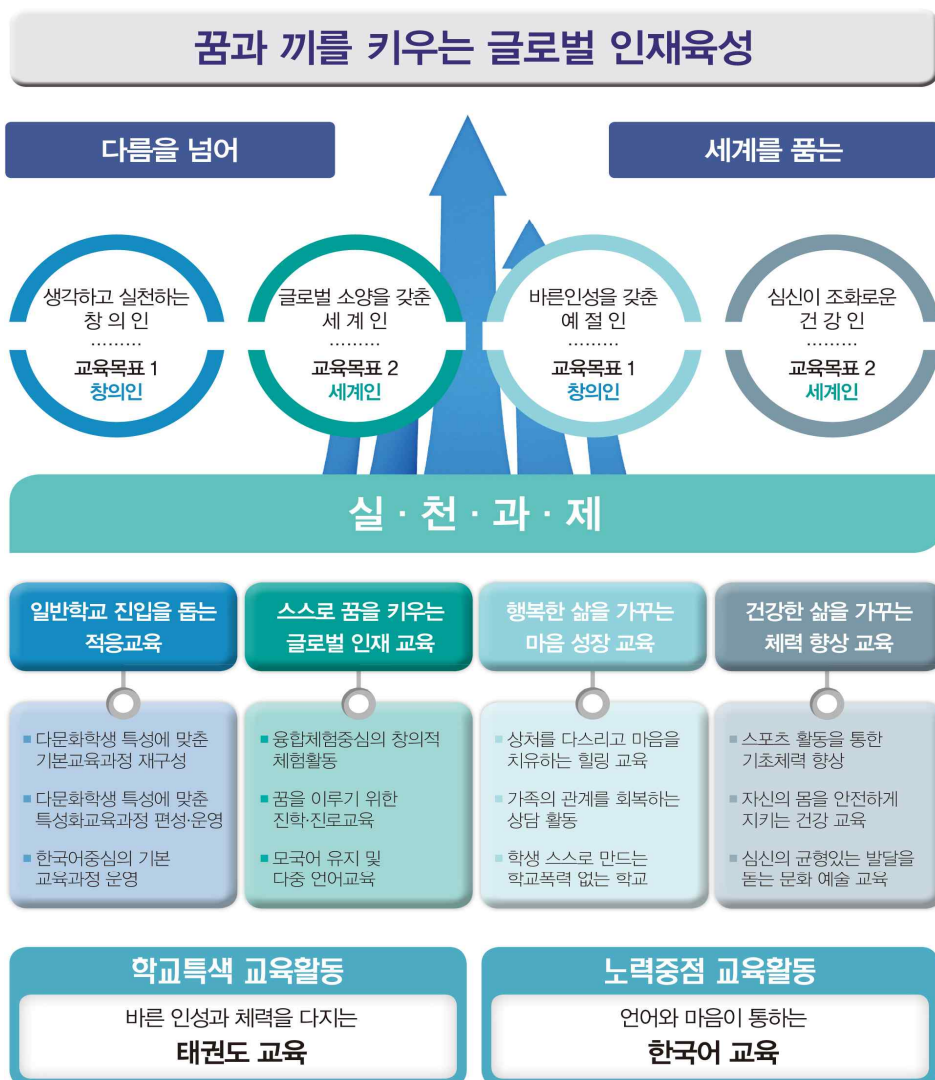 꿈과 끼를 키우는 글로벌 인재육성
다름을 넘어
세계를 품는
생각하고 실천하는
창 의 인
·········
교육목표 1
창의인
글로벌 소양을 갖춘
세 계 인
·········
교육목표 2
세계인
바른인성을 갖춘
예 절 인
·········
교육목표 1
창의인
심신이 조화로운
건 강 인
·········
교육목표 2
세계인
실 · 천 · 과 · 제
일반학교 진입을 돕는
적응교육
■ 다문화학생 특성에 맞춘
기본교육과정 재구성
■ 다문화학생 특성에 맞춘
특성화교육과정 편성·운영
■ 한국어중심의 기본
교육과정 운영
스스로 꿈을 키우는
글로벌 인재 교육
■ 융합체험중심의 창의적
체험활동
■ 꿈을 이루기 위한
진학·진로교육
■ 모국어 유지 및
다중 언어교육
행복한 삶을 가꾸는
마음 성장 교육
■ 상처를 다스리고 마음을
치유하는 힐링 교육
■ 가족의 관계를 회복하는
상담 활동
■ 학생 스스로 만드는
학교폭력 없는 학교
건강한 삶을 가꾸는
체력 향상 교육
■ 스포츠 활동을 통한
기초체력 향상
■ 자신의 몸을 안전하게
지키는 건강 교육
■ 심신의 균형있는 발달을
돋는 문화 예술 교육
학교특색 교육활동
바른 인성과 체력을 다지는
태권도 교육
노력중점 교육활동
언어와 마음이 통하는
한국어 교육